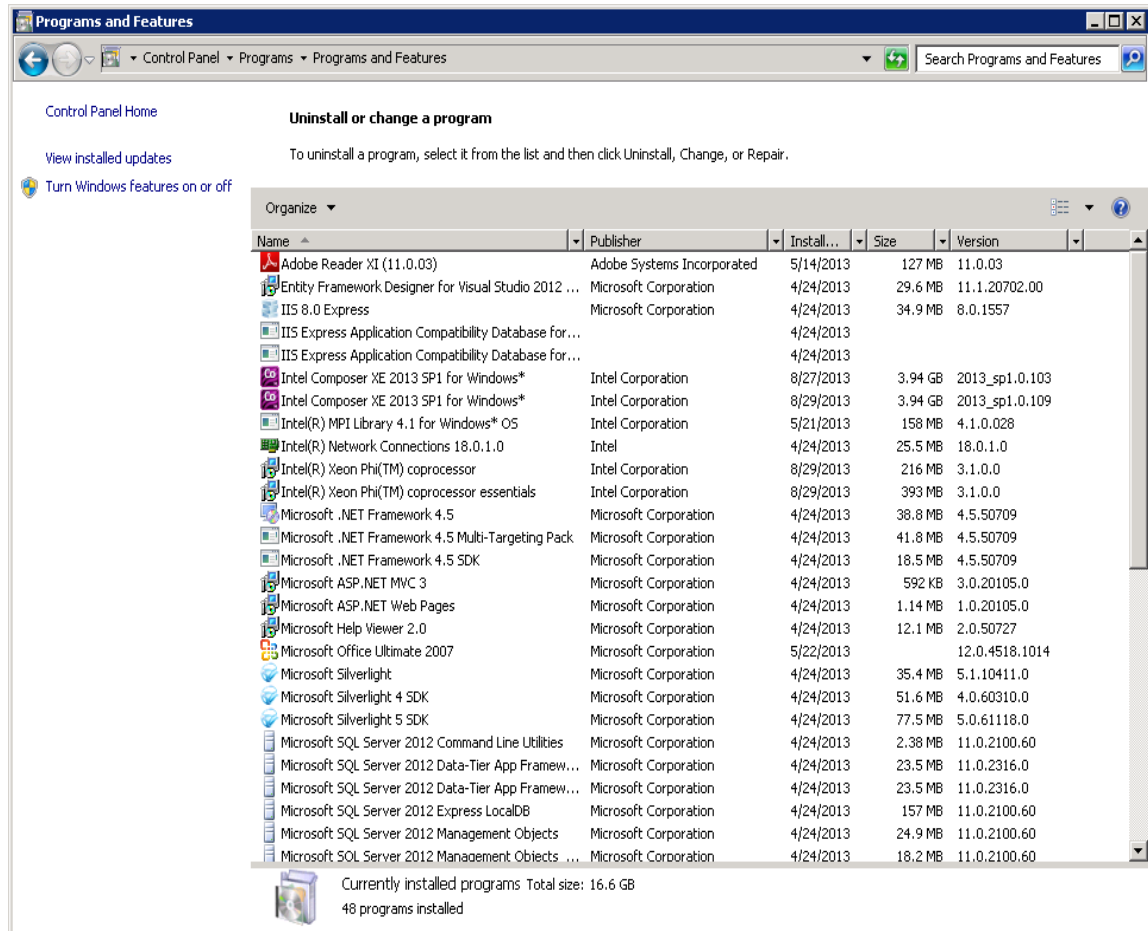 Programs and Features
Control Panel Programs Programs and Features Search Programs and Features
Control Panel Home
View installed updates
Turn Windows features on or off
Uninstall or change a program
To uninstall a program, select it from the list and then click Uninstall, Change, or Repair.
Organize
Name Publisher Install... Size Version
Adobe Reader XI (11.0.03) Adobe Systems Incorporated 5/14/2013 127 MB 11.0.03
Entity Framework Designer for Visual Studio 2012 ... Microsoft Corporation 4/24/2013 29.6 MB 11.1.20702.00
IIS 8.0 Express Microsoft Corporation 4/24/2013 34.9 MB 8.0.1557
IIS Express Application Compatibility Database for... 4/24/2013
IIS Express Application Compatibility Database for... 4/24/2013
Intel Composer XE 2013 SP1 for Windows* Intel Corporation 8/27/2013 3.94 GB 2013_sp1.0.103
Intel Composer XE 2013 SP1 for Windows* Intel Corporation 8/29/2013 3.94 GB 2013_sp1.0.109
Intel(R) MPI Library 4.1 for Windows* OS Intel Corporation 5/21/2013 158 MB 4.1.0.028
Intel(R) Network Connections 18.0.1.0 Intel 4/24/2013 25.5 MB 18.0.1.0
Intel(R) Xeon Phi(TM) coprocessor Intel Corporation 8/29/2013 216 MB 3.1.0.0
Intel(R) Xeon Phi(TM) coprocessor essentials Intel Corporation 8/29/2013 393 MB 3.1.0.0
Microsoft .NET Framework 4.5 Microsoft Corporation 4/24/2013 38.8 MB 4.5.50709
Microsoft .NET Framework 4.5 Multi-Targeting Pack Microsoft Corporation 4/24/2013 41.8 MB 4.5.50709
Microsoft .NET Framework 4.5 SDK Microsoft Corporation 4/24/2013 18.5 MB 4.5.50709
Microsoft ASP.NET MVC 3 Microsoft Corporation 4/24/2013 592 KB 3.0.20105.0
Microsoft ASP.NET Web Pages Microsoft Corporation 4/24/2013 1.14 MB 1.0.20105.0
Microsoft Help Viewer 2.0 Microsoft Corporation 4/24/2013 12.1 MB 2.0.50727
Microsoft Office Ultimate 2007 Microsoft Corporation 5/22/2013 12.0.4518.1014
Microsoft Silverlight Microsoft Corporation 4/24/2013 35.4 MB 5.1.10411.0
Microsoft Silverlight 4 SDK Microsoft Corporation 4/24/2013 51.6 MB 4.0.60310.0
Microsoft Silverlight 5 SDK Microsoft Corporation 4/24/2013 77.5 MB 5.0.61118.0
Microsoft SQL Server 2012 Command Line Utilities Microsoft Corporation 4/24/2013 2.38 MB 11.0.2100.60
Microsoft SQL Server 2012 Data-Tier App Framew... Microsoft Corporation 4/24/2013 23.5 MB 11.0.2316.0
Microsoft SQL Server 2012 Data-Tier App Framew... Microsoft Corporation 4/24/2013 23.5 MB 11.0.2316.0
Microsoft SQL Server 2012 Express LocalDB Microsoft Corporation 4/24/2013 157 MB 11.0.2100.60
Microsoft SQL Server 2012 Management Objects Microsoft Corporation 4/24/2013 24.9 MB 11.0.2100.60
Microsoft SQL Server 2012 Management Objects ... Microsoft Corporation 4/24/2013 18.2 MB 11.0.2100.60
Currently installed programs Total size: 16.6 GB
48 programs installed